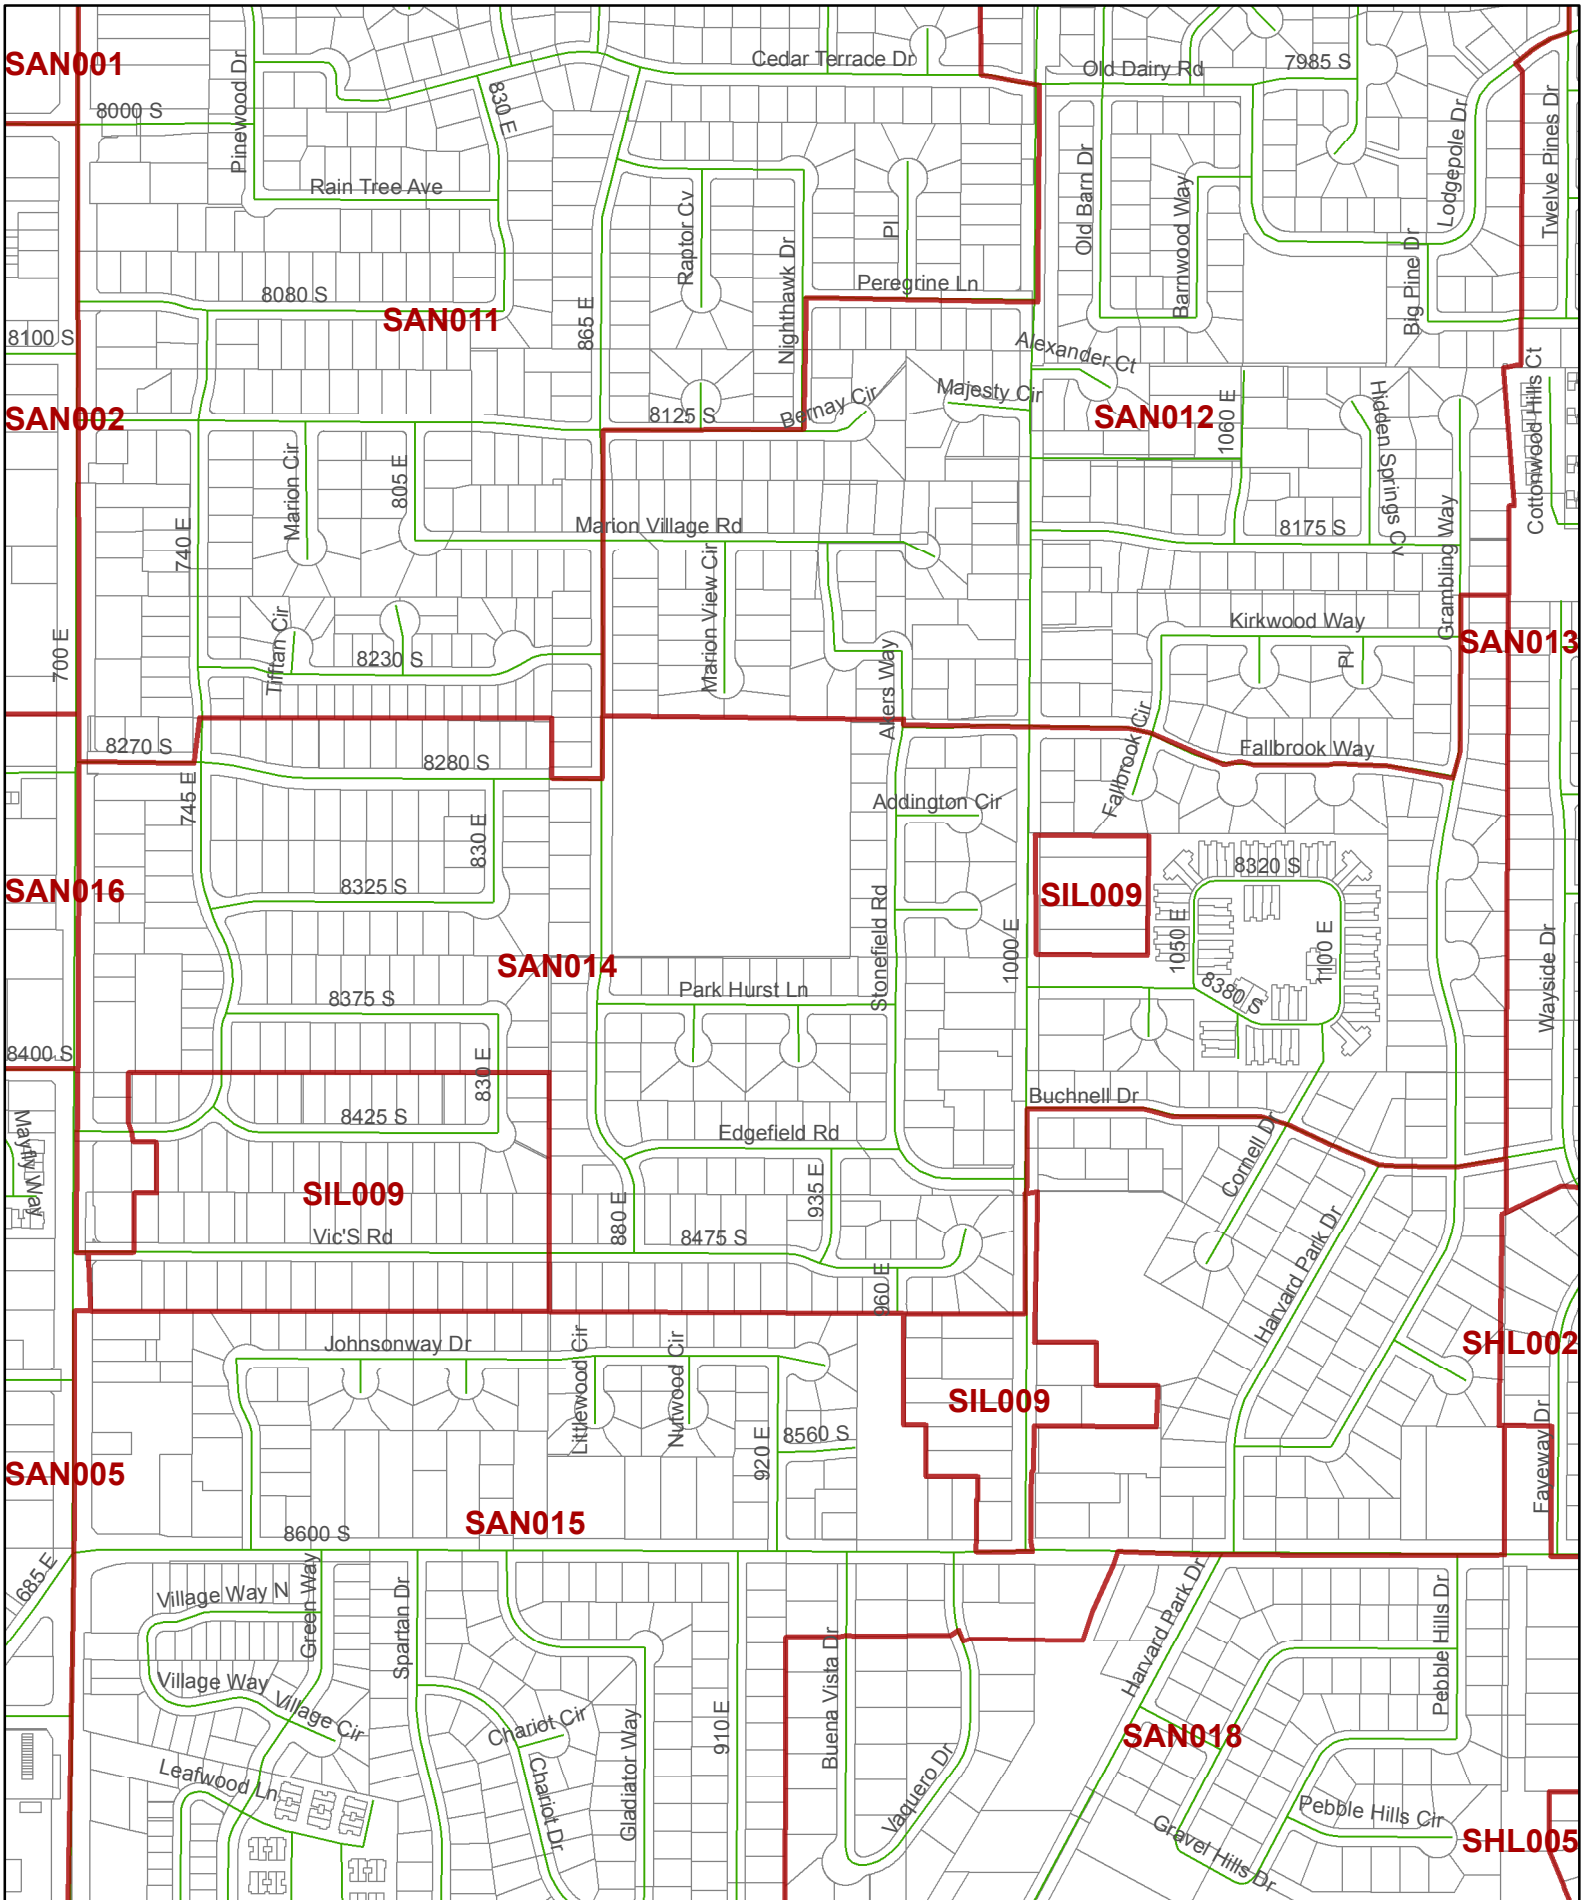 SAN001
Cedar Terrace Dr
Old Dairy Rd
7985 S
8000 S
Pinewood Dr
830 E
Rain Tree Ave
Old Barn Dr
Barnwood Way
Lodgepole Dr
Twelve Pines Dr
Raptor Cv
Pl
Nighthawk Dr
Peregrine Ln
Big Pine Dr
8080 S
SAN011
865 E
8100 S
Alexander Ct
Majesty Cir
Bernay Cir
8125 S
SAN002
SAN012
1060 E
Hidden Springs Cv
Cottonwood Hills Ct
Marion Cir
805 E
740 E
Marion Village Rd
8175 S
Grambling Way
Marion View Cir
Akers Way
Kirkwood Way
Pl
SAN013
Tifftan Cir
8230 S
700 E
8270 S
8280 S
Fallbrook Cir
Fallbrook Way
745 E
Addington Cir
830 E
8325 S
SAN016
SIL009
8320 S
1050 E
1100 E
8380 S
Stonefield Rd
1000 E
SAN014
8375 S
Park Hurst Ln
Wayside Dr
8400 S
830 E
8425 S
Buchnell Dr
Edgefield Rd
Mayfly Way
Cornell Dr
SIL009
Vic'S Rd
880 E
935 E
8475 S
960 E
Harvard Park Dr
Johnsonway Dr
Littlewood Cir
Nutwood Cir
SHL002
SIL009
8560 S
920 E
Faveway Dr
SAN005
SAN015
8600 S
685 E
Village Way N
Green Way
Spartan Dr
Village Way
Village Cir
Leafwood Ln
Chariot Cir
Chariot Dr
Gladiator Way
910 E
Buena Vista Dr
Vaquero Dr
Harvard Park Dr
Pebble Hills Dr
SAN018
Pebble Hills Cir
Gravel Hills Dr
SHL005